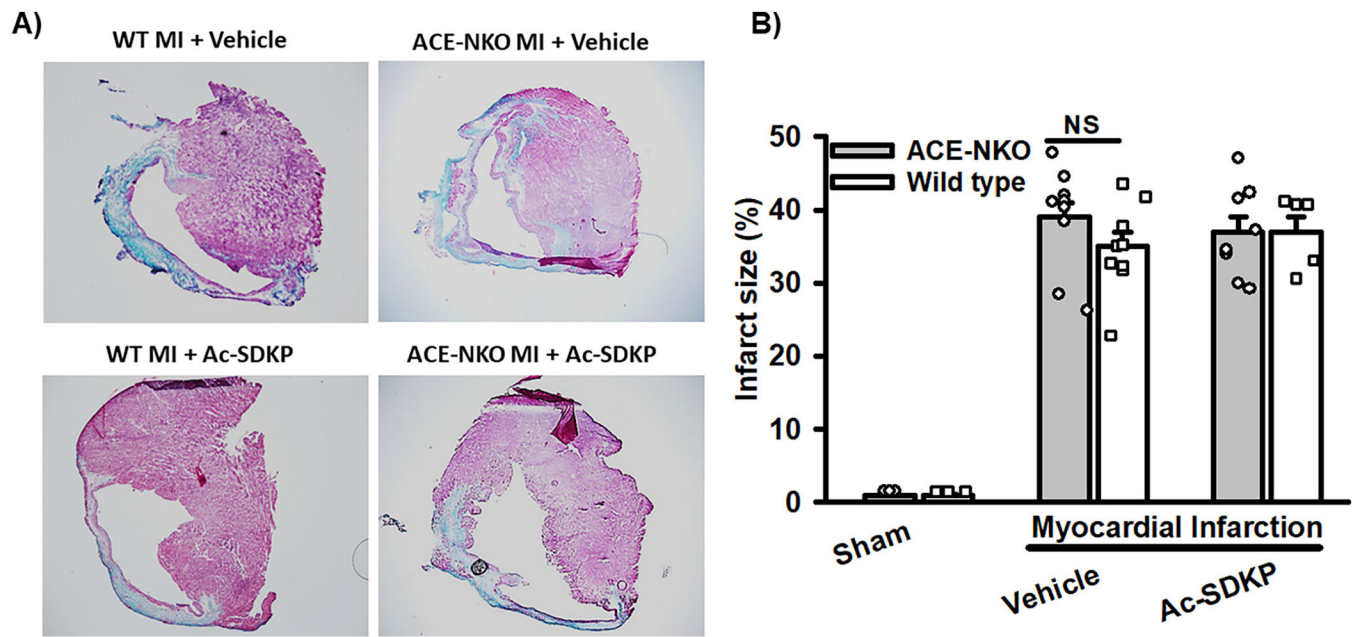 A)
WT MI + Vehicle
ACE-NKO MI + Vehicle
WT MI + Ac-SDKP
ACE-NKO MI + Ac-SDKP
B)
NS
ACE-NKO
Wild type
Infarct size (%)
50
40
30
20
10
0
Sham
Myocardial Infarction
Vehicle
Ac-SDKP